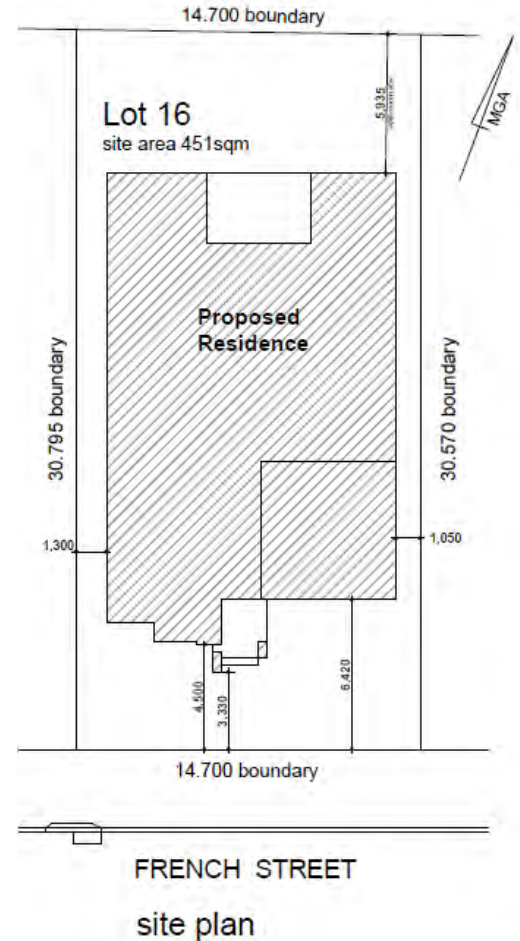 14.700 boundary
MGA
5,935
Lot 16
site area 451sqm
Proposed
Residence
30.795 boundary
30.570 boundary
1,300
1,050
4,500
3,330
6,420
14.700 boundary
FRENCH STREET
site plan